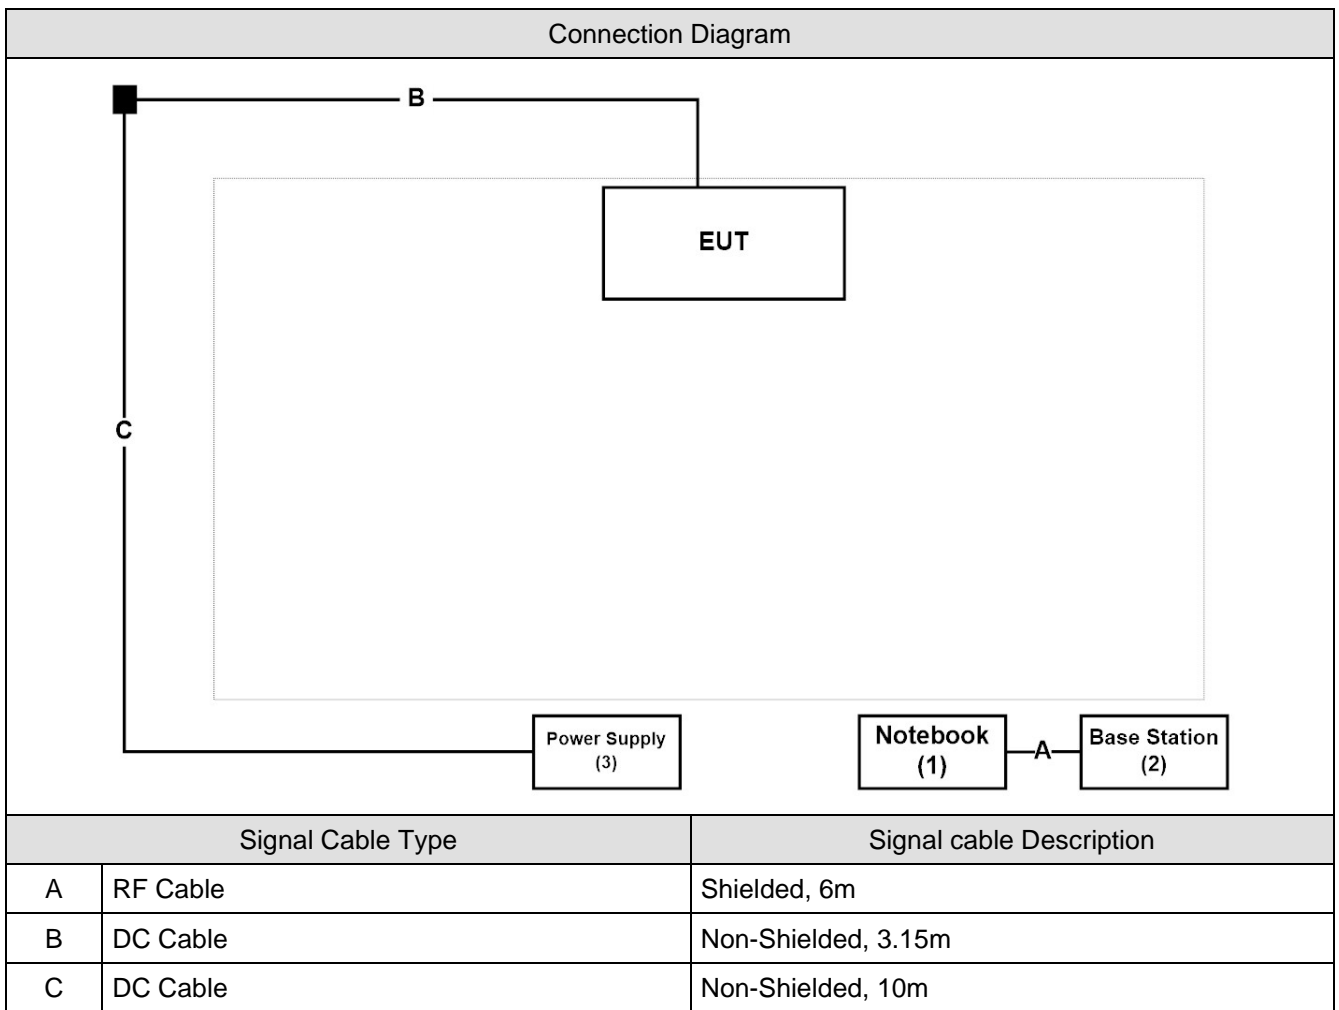 Connection Diagram
B
EUT
C
Power Supply
(3)
Notebook
(1)
A
Base Station
(2)
Signal Cable Type Signal cable Description
A RF Cable Shielded, 6m
B DC Cable Non-Shielded, 3.15m
C DC Cable Non-Shielded, 10m